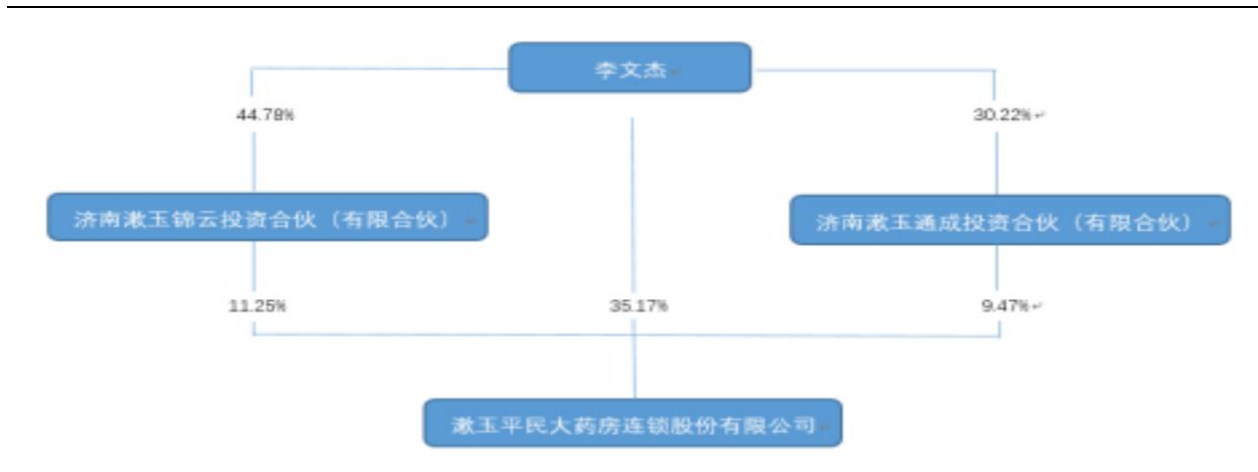 李文杰
44.78%
30.22%
济南漱玉锦云投资合伙（有限合伙）
济南漱玉通成投资合伙（有限合伙）
11.25%
35.17%
9.47%
漱玉平民大药房连锁股份有限公司